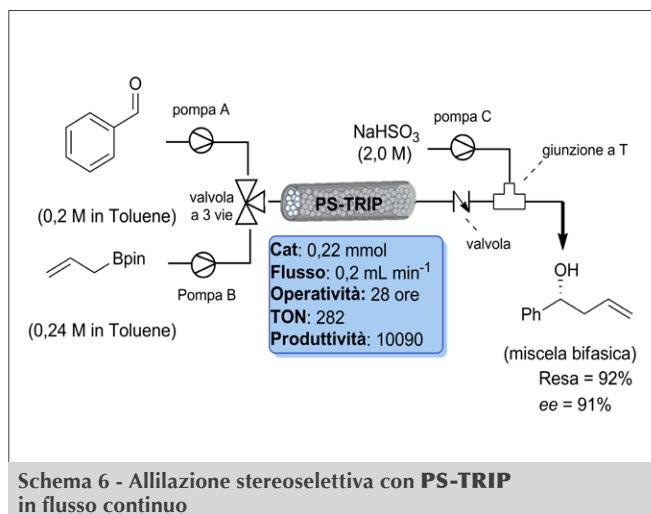 O
H
pompa A
(0,2 M in Toluene)
valvola
a 3 vie
Bpin
Pompa B
(0,24 M in Toluene)
PS-TRIP
NaHSO₃
(2,0 M)
pompa C
giunzione a T
valvola
Cat: 0,22 mmol
Flusso: 0,2 mL min⁻¹
Operatività: 28 ore
TON: 282
Produttività: 10090
OH
Ph
(miscela bifasica)
Resa = 92%
ee = 91%
Schema 6 - Allilazione stereoselettiva con PS-TRIP
in flusso continuo